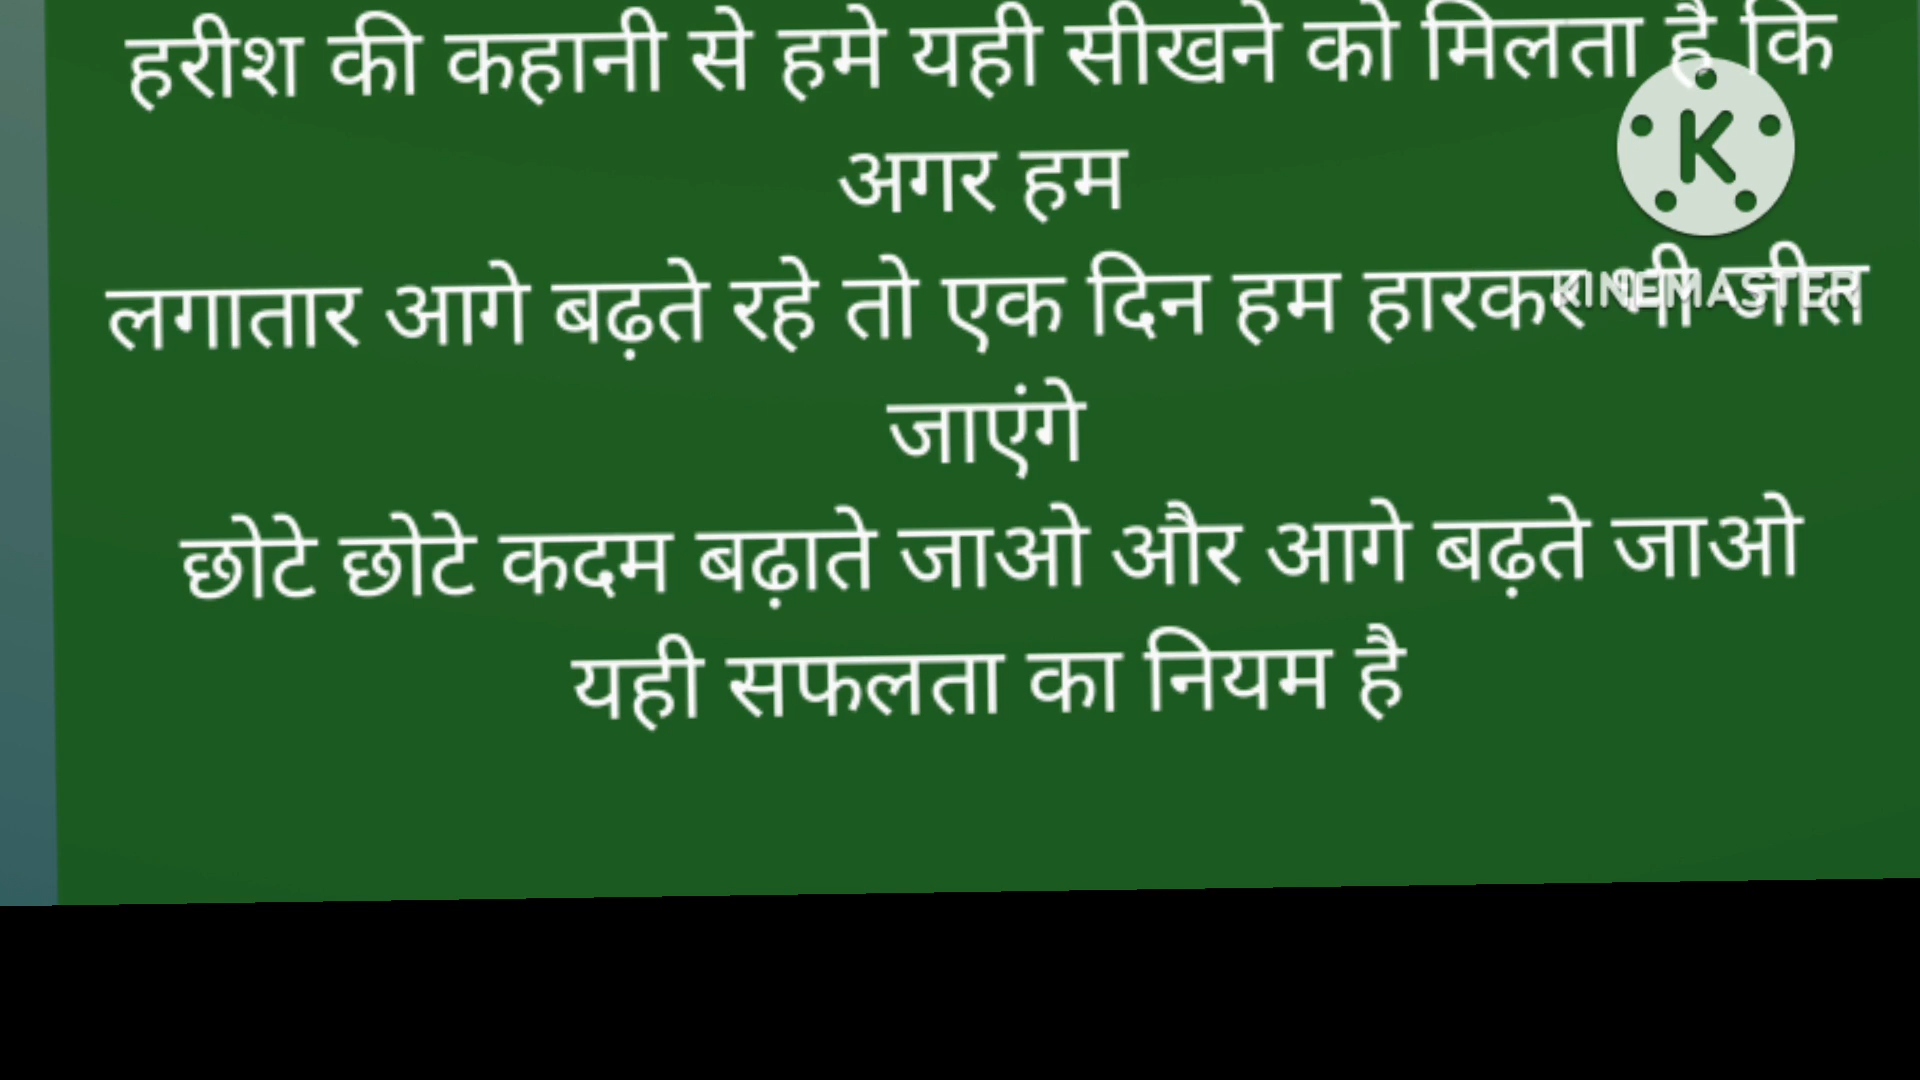 हरीश की कहानी से हमे यही सीखने को मिलता है कि
अगर हम
लगातार आगे बढ़ते रहे तो एक दिन हम हारकर भी जीत
जाएंगे
छोटे छोटे कदम बढ़ाते जाओ और आगे बढ़ते जाओ
यही सफलता का नियम है
K
KINEMASTER